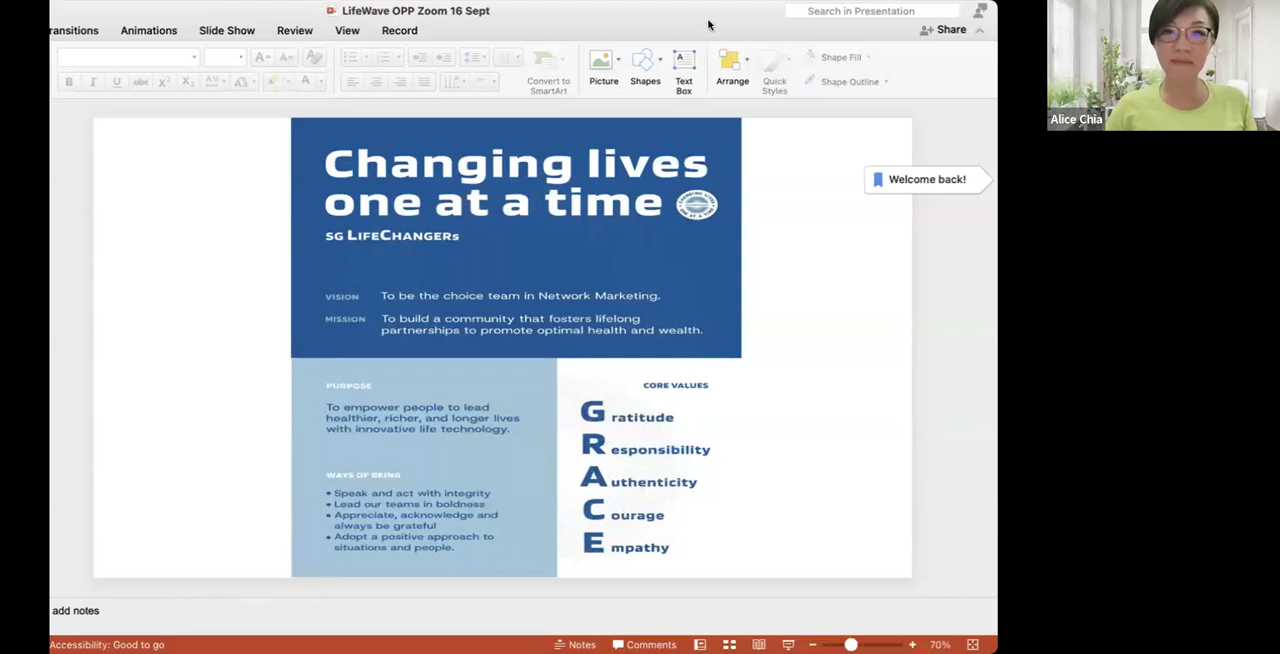 LifeWave OPP Zoom 16 Sept
Search in Presentation
ransitions
Animations
Slide Show
Review
View
Record
Share
Convert to
SmartArt
Picture
Shapes
Text
Box
Arrange
Quick
Styles
Shape Fill
Shape Outline
Alice Chia
Welcome back!
Changing lives
one at a time
SG LIFECHANGERs
VISION
To be the choice team in Network Marketing.
MISSION
To build a community that fosters lifelong
partnerships to promote optimal health and wealth.
PURPOSE
To empower people to lead
healthier, richer, and longer lives
with innovative life technology.
WAYS OF BEING
• Speak and act with integrity
• Lead our teams in boldness
• Appreciate, acknowledge and
always be grateful
• Adopt a positive approach to
situations and people.
CORE VALUES
Gratitude
Responsibility
Authenticity
Courage
Empathy
add notes
Accessibility: Good to go
Notes
Comments
70%